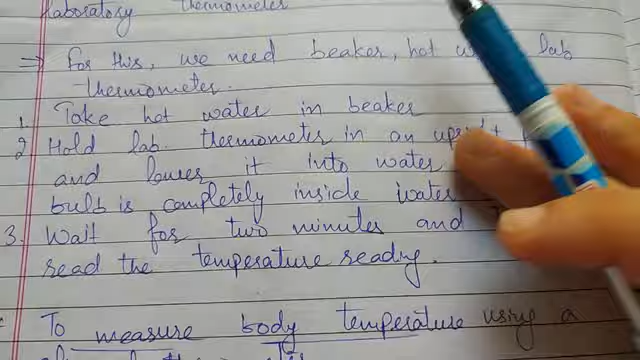 laboratory thermometer
⇒ For this, we need beaker, hot lab
thermometer.
1. Take hot water in beaker
2 Hold lab. thermometer in an upright
and lower it into water
bulb is completely inside water
3. Wait for two minutes and
read the temperature reading.
To measure body temperature using a